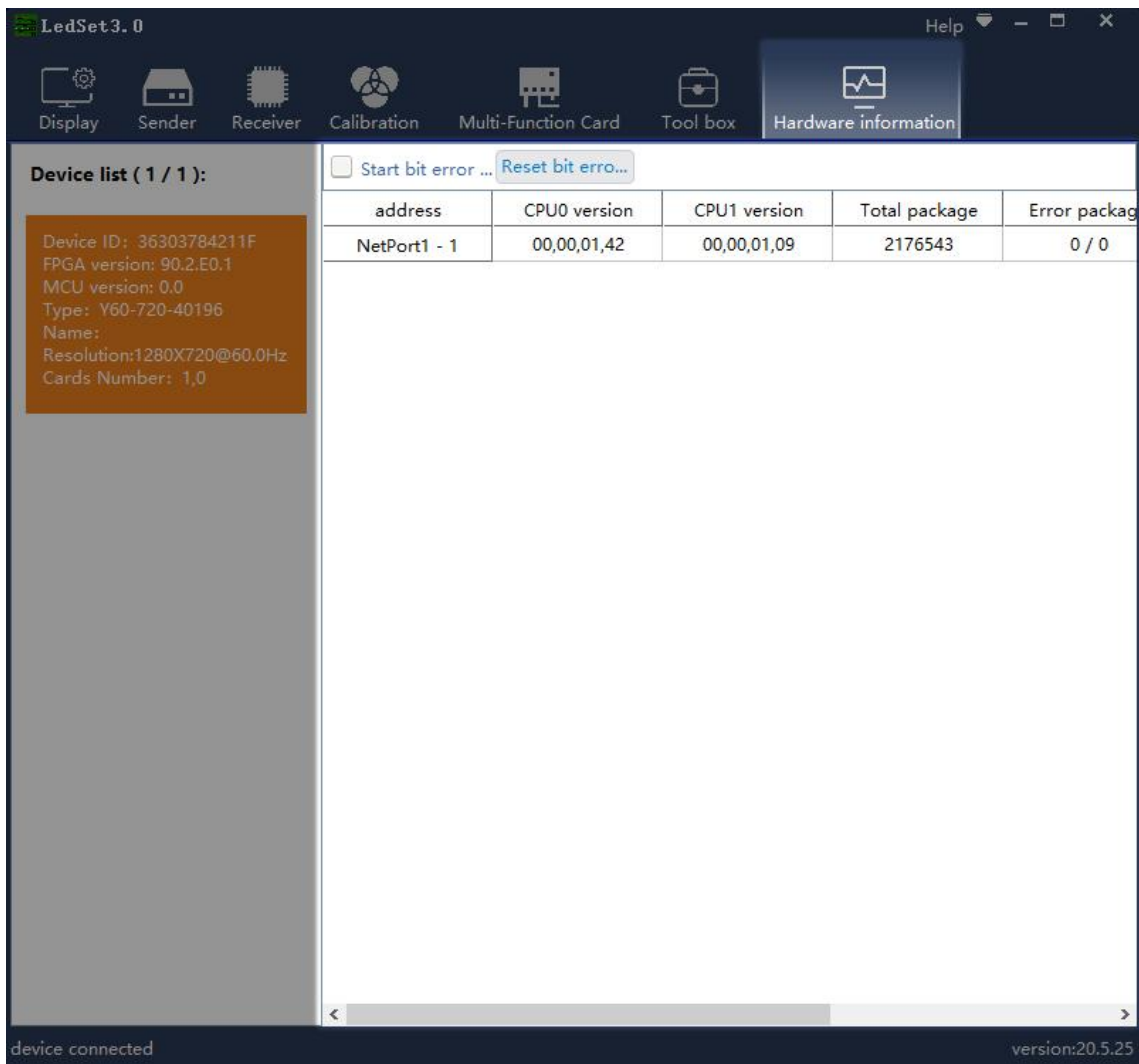 LedSet3.0
Help
Display Sender Receiver Calibration Multi-Function Card Tool box Hardware information
Device list ( 1 / 1 ):
Device ID: 36303784211F
FPGA version: 90.2.E0.1
MCU version: 0.0
Type: Y60-720-40196
Name:
Resolution:1280X720@60.0Hz
Cards Number: 1,0
Start bit error ... Reset bit erro...
address CPU0 version CPU1 version Total package Error packag
NetPort1 - 1 00,00,01,42 00,00,01,09 2176543 0 / 0
device connected version:20.5.25